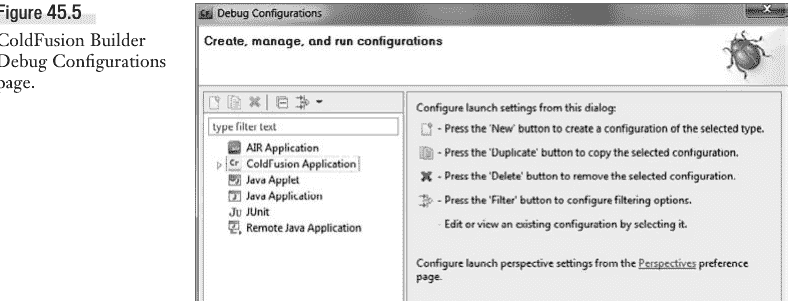 Figure 45.5
ColdFusion Builder
Debug Configurations
page.
Cr Debug Configurations
Create, manage, and run configurations
type filter text
AIR Application
Cr ColdFusion Application
Java Applet
Java Application
Ju JUnit
Remote Java Application
Configure launch settings from this dialog:
- Press the 'New' button to create a configuration of the selected type.
- Press the 'Duplicate' button to copy the selected configuration.
- Press the 'Delete' button to remove the selected configuration.
- Press the 'Filter' button to configure filtering options.
- Edit or view an existing configuration by selecting it.
Configure launch perspective settings from the Perspectives preference
page.